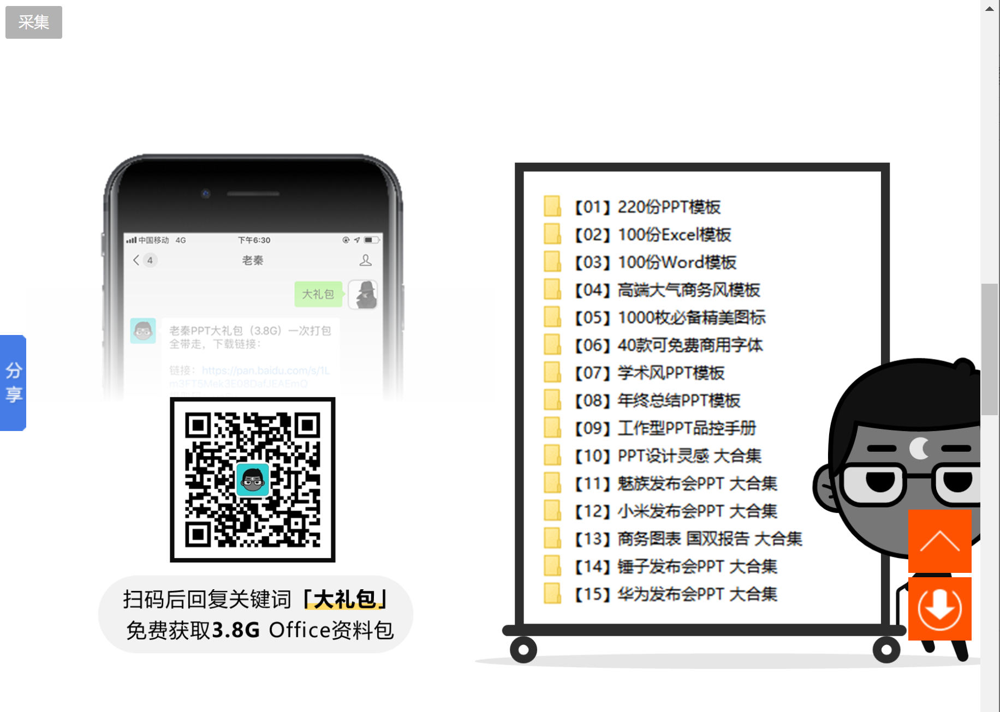 采集
中国移动 4G 下午6:30
4 老秦
大礼包
老秦PPT大礼包（3.8G）一次打包
全带走，下载链接：
链接：https://pan.baidu.com/s/1L
m3FT5Mek3E08DafJEAEmQ
分享
扫码后回复关键词「大礼包」
免费获取3.8G Office资料包
【01】220份PPT模板
【02】100份Excel模板
【03】100份Word模板
【04】高端大气商务风模板
【05】1000枚必备精美图标
【06】40款可免费商用字体
【07】学术风PPT模板
【08】年终总结PPT模板
【09】工作型PPT品控手册
【10】PPT设计灵感 大合集
【11】魅族发布会PPT 大合集
【12】小米发布会PPT 大合集
【13】商务图表 国双报告 大合集
【14】锤子发布会PPT 大合集
【15】华为发布会PPT 大合集